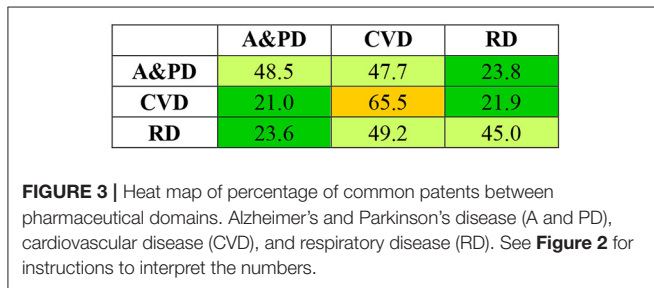 A&PD CVD RD
A&PD 48.5 47.7 23.8
CVD 21.0 65.5 21.9
RD 23.6 49.2 45.0
FIGURE 3 | Heat map of percentage of common patents between
pharmaceutical domains. Alzheimer's and Parkinson's disease (A and PD),
cardiovascular disease (CVD), and respiratory disease (RD). See Figure 2 for
instructions to interpret the numbers.